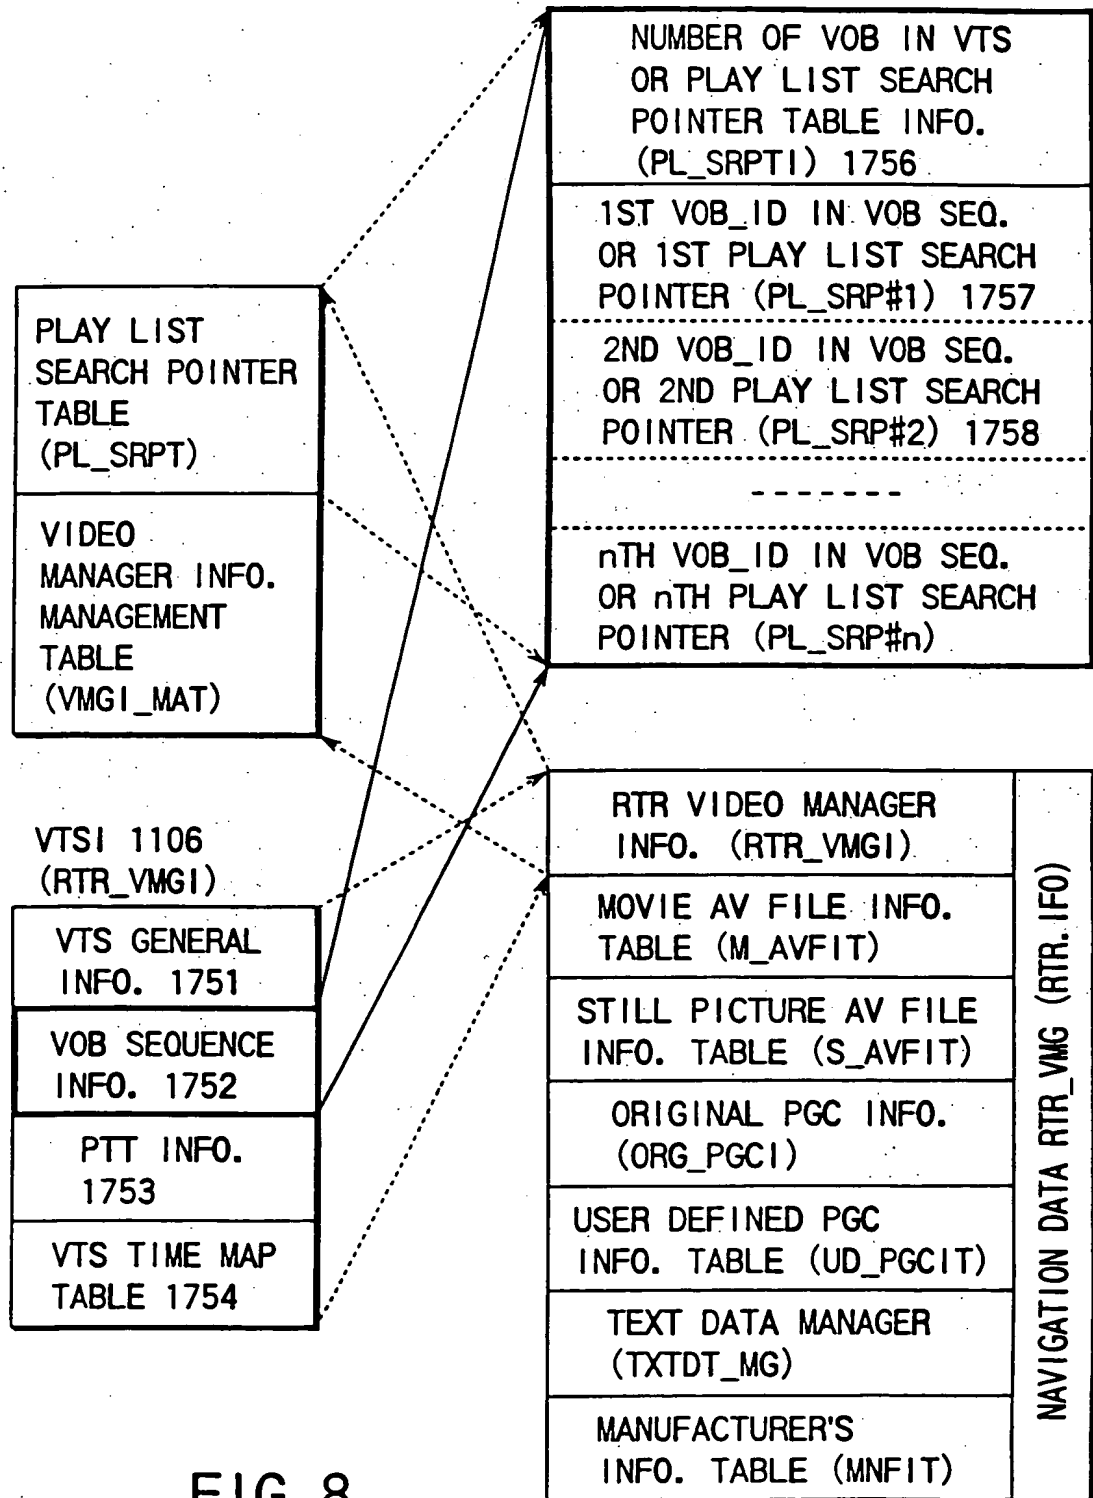 NUMBER OF VOB IN VTS
OR PLAY LIST SEARCH
POINTER TABLE INFO.
(PL_SRPTI) 1756
1ST VOB_ID IN VOB SEQ.
OR 1ST PLAY LIST SEARCH
POINTER (PL_SRP#1) 1757
2ND VOB_ID IN VOB SEQ.
OR 2ND PLAY LIST SEARCH
POINTER (PL_SRP#2) 1758
-------
nTH VOB_ID IN VOB SEQ.
OR nTH PLAY LIST SEARCH
POINTER (PL_SRP#n)
PLAY LIST
SEARCH POINTER
TABLE
(PL_SRPT)
VIDEO
MANAGER INFO.
MANAGEMENT
TABLE
(VMGI_MAT)
VTSI 1106
(RTR_VMGI)
VTS GENERAL
INFO. 1751
VOB SEQUENCE
INFO. 1752
PTT INFO.
1753
VTS TIME MAP
TABLE 1754
RTR VIDEO MANAGER
INFO. (RTR_VMGI)
MOVIE AV FILE INFO.
TABLE (M_AVFIT)
STILL PICTURE AV FILE
INFO. TABLE (S_AVFIT)
ORIGINAL PGC INFO.
(ORG_PGCI)
USER DEFINED PGC
INFO. TABLE (UD_PGCIT)
TEXT DATA MANAGER
(TXTDT_MG)
MANUFACTURER'S
INFO. TABLE (MNFIT)
NAVIGATION DATA RTR_VMG (RTR.IFO)
FIG. 8